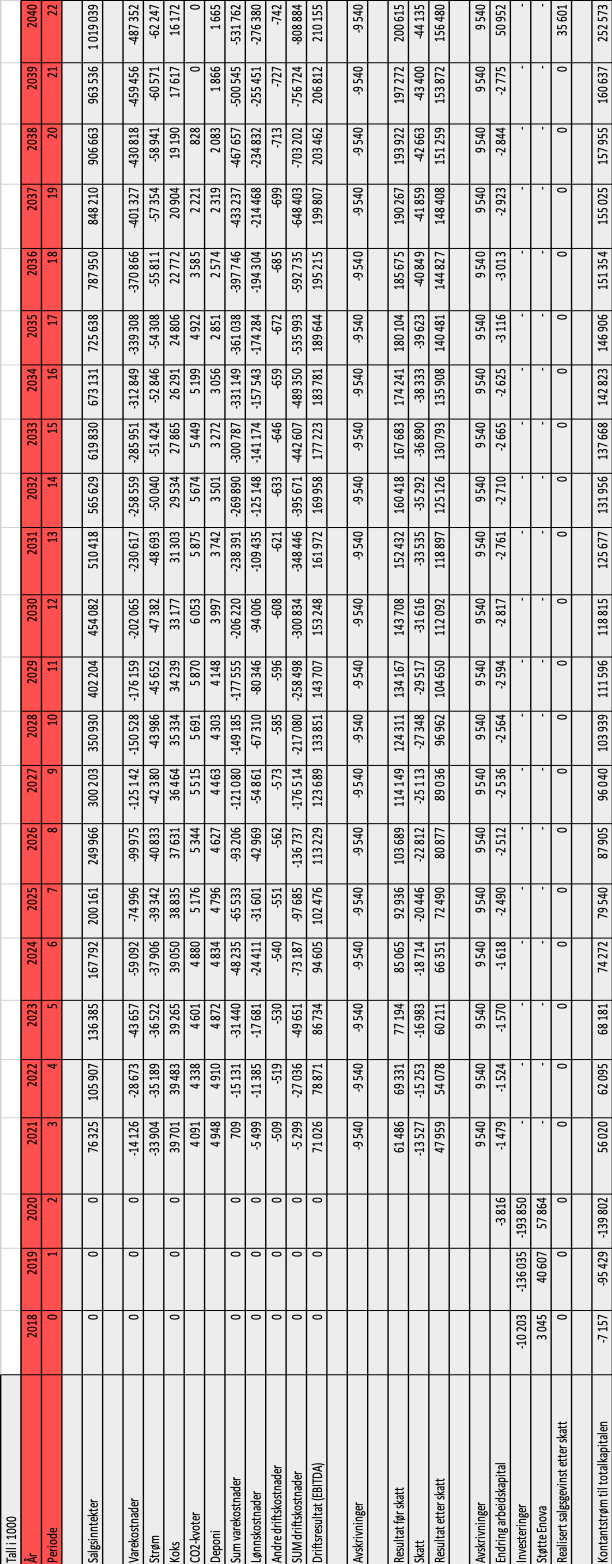 Tall i 1000
År 2018 2019 2020 2021 2022 2023 2024 2025 2026 2027 2028 2029 2030 2031 2032 2033 2034 2035 2036 2037 2038 2039 2040
Periode 0 1 2 3 4 5 6 7 8 9 10 11 12 13 14 15 16 17 18 19 20 21 22
Salgsinntekter 0 0 0 76 325 105 907 136 385 167 792 200 161 249 966 300 203 350 930 402 204 454 082 510 418 565 629 619 830 673 131 725 638 787 950 848 210 906 663 963 536 1 019 039
Varekostnader 0 0 0 -14 126 -28 673 -43 657 -59 092 -74 996 -99 975 -125 142 -150 528 -176 159 -202 065 -230 617 -258 559 -285 951 -312 849 -339 308 -370 866 -401 327 -430 818 -459 456 -487 352
Strøm -33 904 -35 189 -36 522 -37 906 -39 342 -40 833 -42 380 -43 986 -45 652 -47 382 -48 693 -50 040 -51 424 -52 846 -54 308 -55 811 -57 354 -58 941 -60 571 -62 247
Koks 39 701 39 483 39 265 39 050 38 835 37 631 36 464 35 334 34 239 33 177 31 303 29 534 27 865 26 291 24 806 22 772 20 904 19 190 17 617 16 172
CO2-kvoter 4 091 4 338 4 601 4 880 5 176 5 344 5 515 5 691 5 870 6 053 5 875 5 674 5 449 5 199 4 922 3 585 2 221 828 0 0
Deponi 4 948 4 910 4 872 4 834 4 796 4 627 4 463 4 303 4 148 3 997 3 742 3 501 3 272 3 056 2 851 2 574 2 319 2 083 1 866 1 665
Sum varekostnader 0 0 0 709 -15 131 -31 440 -48 235 -65 533 -93 206 -121 080 -149 185 -177 555 -206 220 -238 391 -269 890 -300 787 -331 149 -361 038 -397 746 -433 237 -467 657 -500 545 -531 762
Lønnskostnader -5 499 -11 385 -17 681 -24 411 -31 601 -42 969 -54 861 -67 310 -80 346 -94 006 -109 435 -125 148 -141 174 -157 543 -174 284 -194 304 -214 468 -234 832 -255 451 -276 380
Andre driftskostnader -509 -519 -530 -540 -551 -562 -573 -585 -596 -608 -621 -633 -646 -659 -672 -685 -699 -713 -727 -742
SUM driftskostnader 0 0 0 -5 299 -27 036 -49 651 -73 187 -97 685 -136 737 -176 514 -217 080 -258 498 -300 834 -348 446 -395 671 -442 607 -489 350 -535 993 -592 735 -648 403 -703 202 -756 724 -808 884
Driftsresultat (EBITDA) 0 0 0 71 026 78 871 86 734 94 605 102 476 113 229 123 689 133 851 143 707 153 248 161 972 169 958 177 223 183 781 189 644 195 215 199 807 203 462 206 812 210 155
Avskrivninger -9 540 -9 540 -9 540 -9 540 -9 540 -9 540 -9 540 -9 540 -9 540 -9 540 -9 540 -9 540 -9 540 -9 540 -9 540 -9 540 -9 540 -9 540 -9 540 -9 540
Resultat før skatt 61 486 69 331 77 194 85 065 92 936 103 689 114 149 124 311 134 167 143 708 152 432 160 418 167 683 174 241 180 104 185 675 190 267 193 922 197 272 200 615
Skatt -13 527 -15 253 -16 983 -18 714 -20 446 -22 812 -25 113 -27 348 -29 517 -31 616 -33 535 -35 292 -36 890 -38 333 -39 623 -40 849 -41 859 -42 663 -43 400 -44 135
Resultat etter skatt 47 959 54 078 60 211 66 351 72 490 80 877 89 036 96 962 104 650 112 092 118 897 125 126 130 793 135 908 140 481 144 827 148 408 151 259 153 872 156 480
Avskrivninger 9 540 9 540 9 540 9 540 9 540 9 540 9 540 9 540 9 540 9 540 9 540 9 540 9 540 9 540 9 540 9 540 9 540 9 540 9 540 9 540
Endring arbeidskapital -3 816 -1 479 -1 524 -1 570 -1 618 -2 490 -2 512 -2 536 -2 564 -2 594 -2 817 -2 761 -2 710 -2 665 -2 625 -3 116 -3 013 -2 923 -2 844 -2 775 50 952
Investeringer -10 203 -136 035 -193 850 - - - - - - - - - - - - - - - - - - - -
Støtte Enova 3 045 40 607 57 864 - - - - - - - - - - - - - - - - - - - -
Realisert salgsgevinst etter skatt 0 0 0 0 0 0 0 0 0 0 0 0 0 0 0 0 0 0 0 0 0 0 35 601
Kontantstrøm til totalkapitalen -7 157 -95 429 -139 802 56 020 62 095 68 181 74 272 79 540 87 905 96 040 103 939 111 596 118 815 125 677 131 956 137 668 142 823 146 906 151 354 155 025 157 955 160 637 252 573